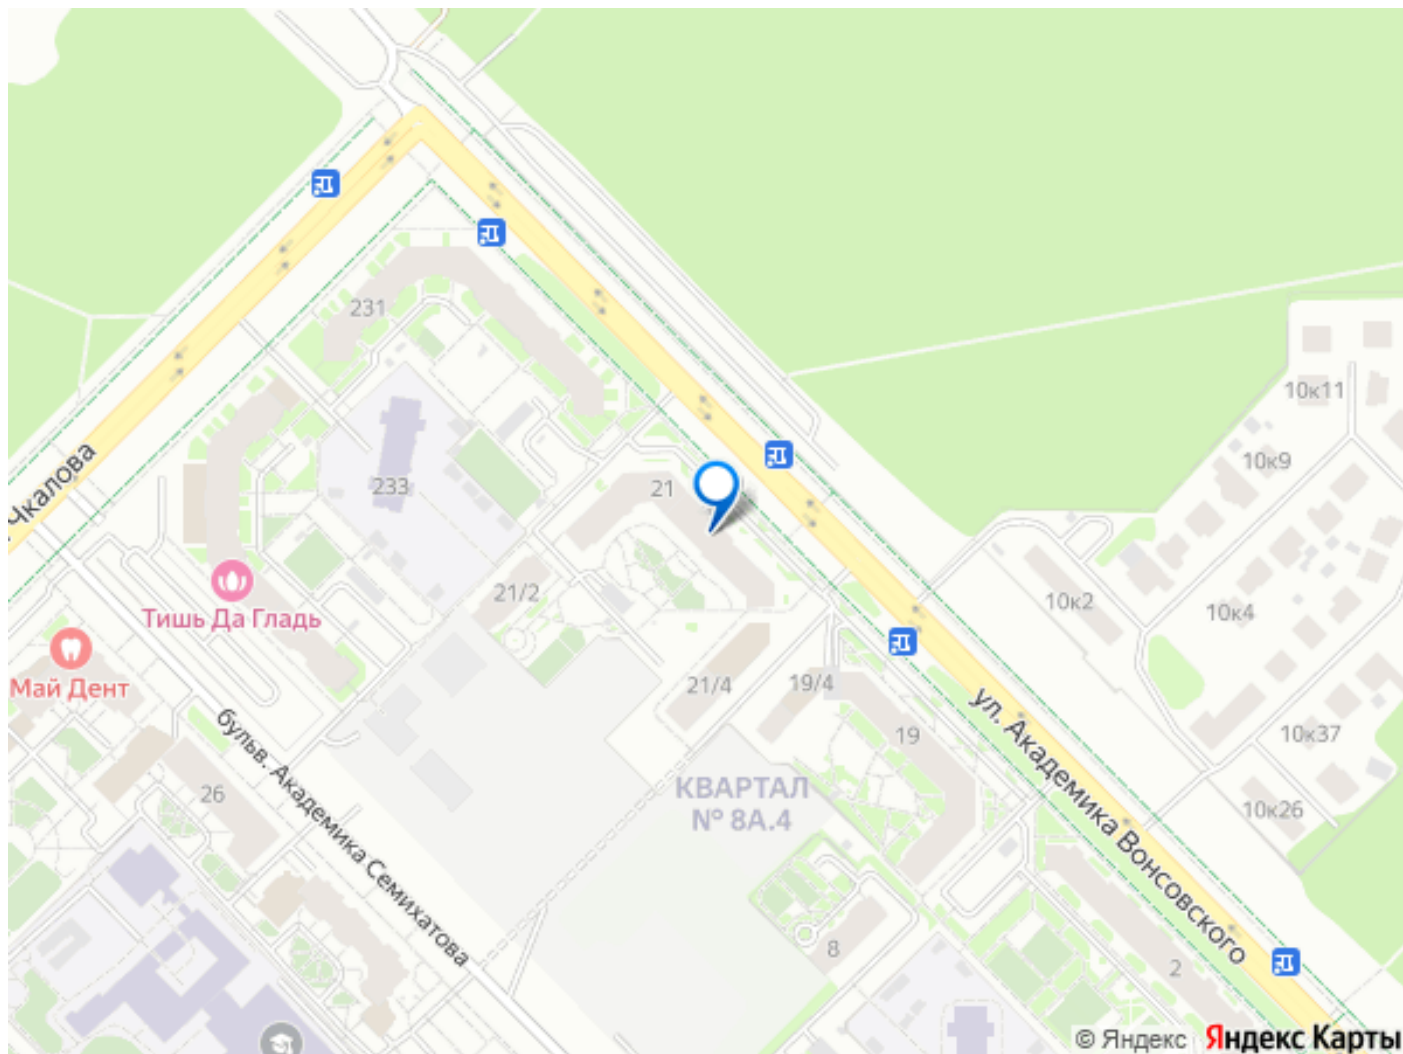 231
10к11
Чкалова
10к9
233
21
21/2
10к2
10к4
Тишь Да Гладь
Май Дент
21/4
19/4
19
ул. Академика Вонсовского
10к37
бульв. Академика Семихатова
26
КВАРТАЛ
№ 8А.4
10к26
8
2
© Яндекс Яндекс Карты